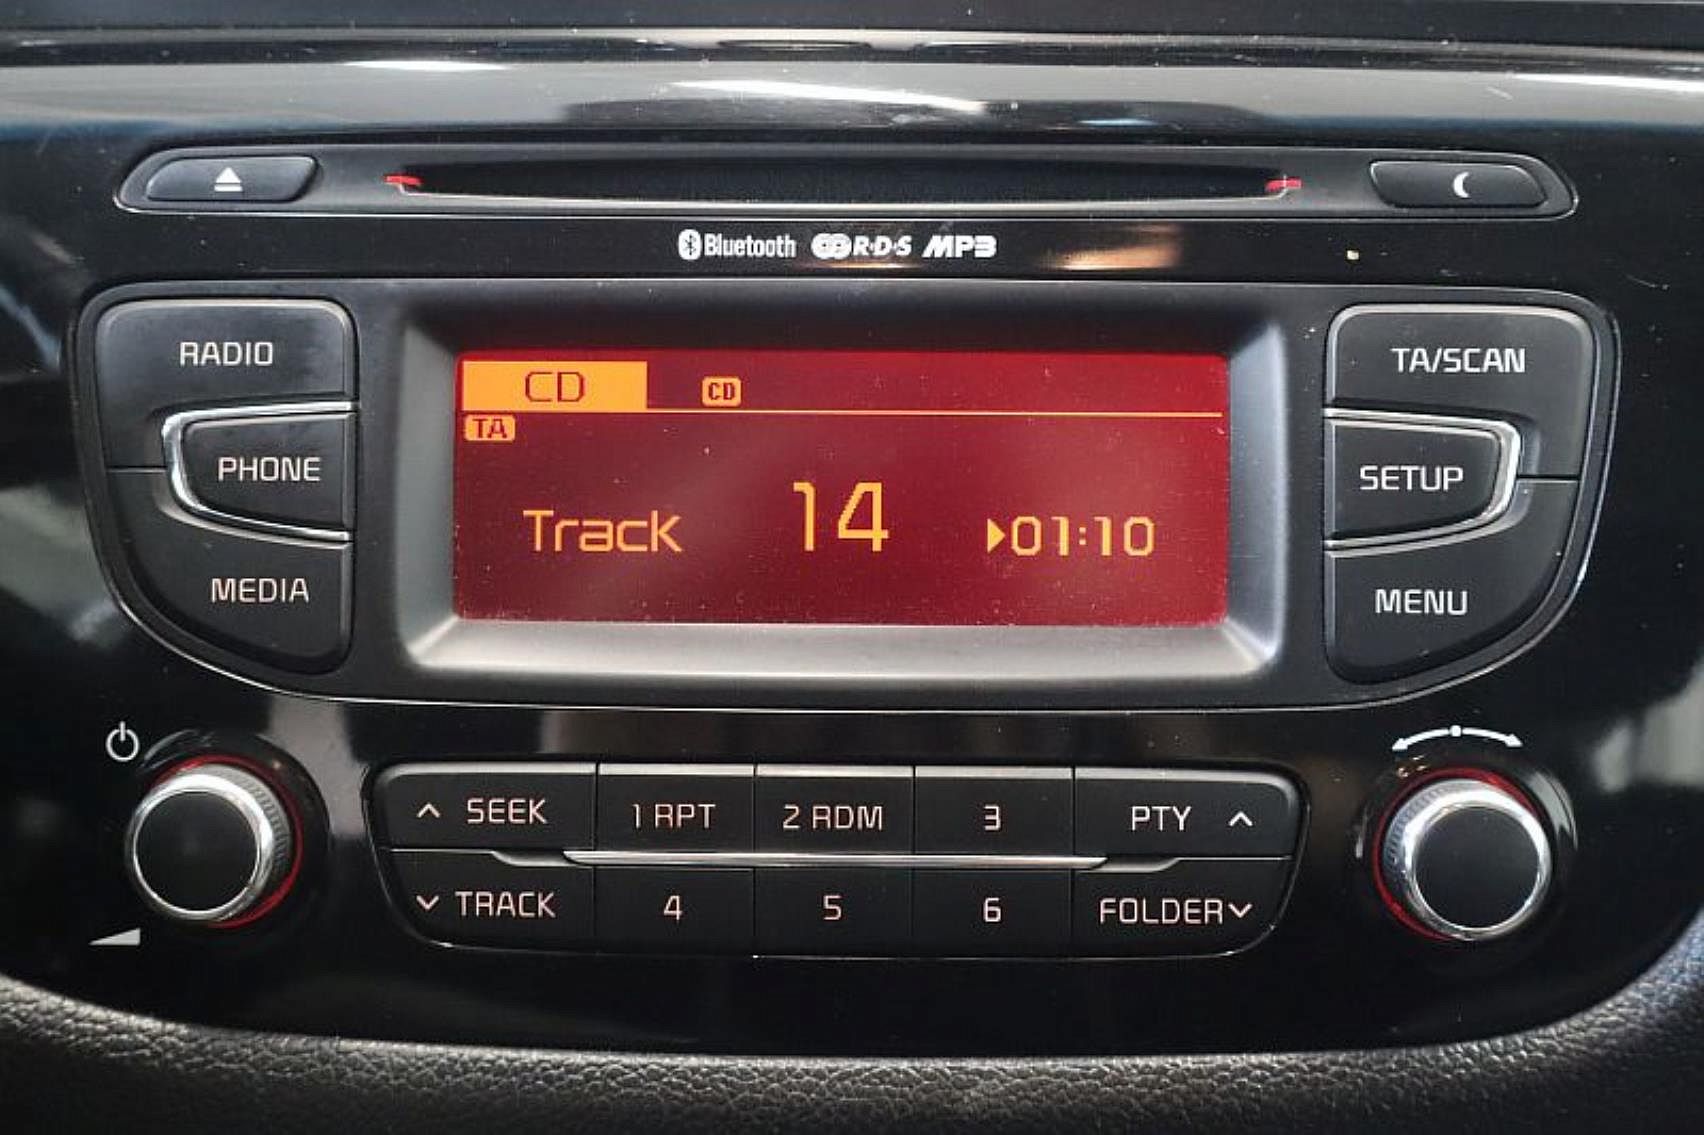 Bluetooth R·D·S MP3
RADIO
PHONE
MEDIA
CD CD
TA
Track 14 01:10
TA/SCAN
SETUP
MENU
SEEK 1 RPT 2 RDM 3 PTY
TRACK 4 5 6 FOLDER